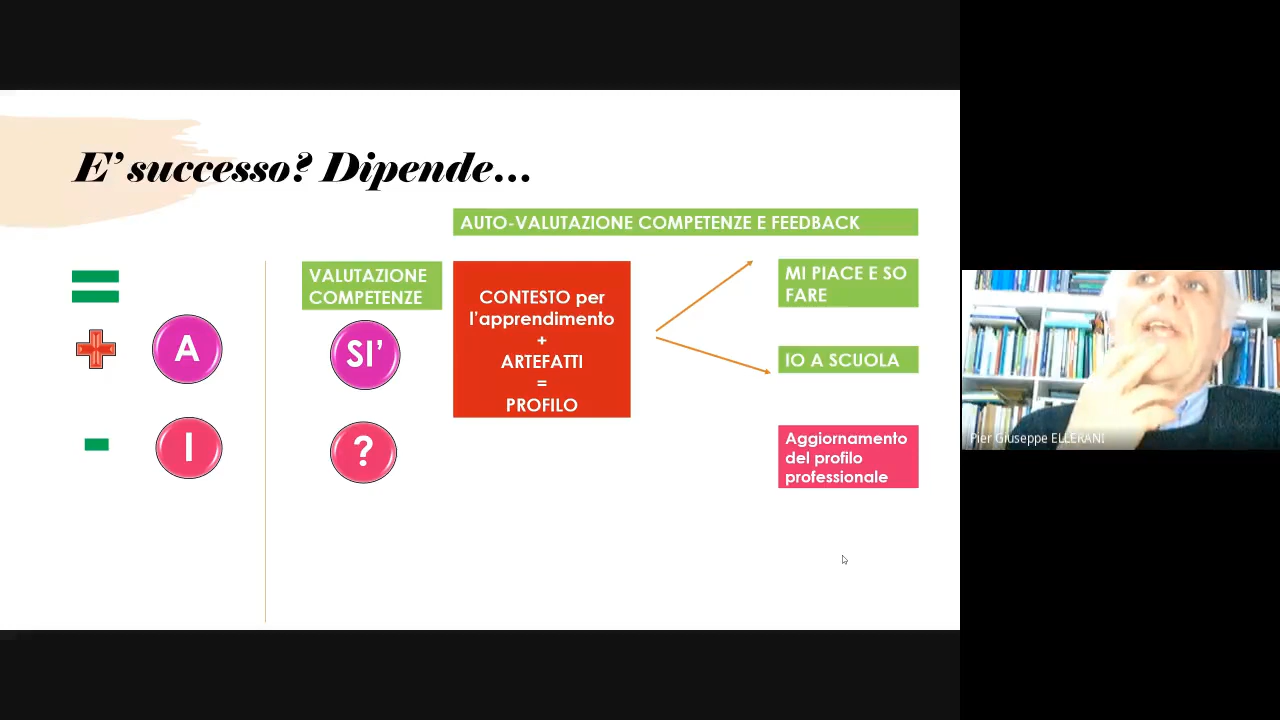 E’ successo? Dipende...
AUTO-VALUTAZIONE COMPETENZE E FEEDBACK
VALUTAZIONE
COMPETENZE
CONTESTO per
l’apprendimento
+
ARTEFATTI
=
PROFILO
MI PIACE E SO
FARE
A
SI’
IO A SCUOLA
I
?
Aggiornamento
del profilo
professionale
Pier Giuseppe ELLERANI